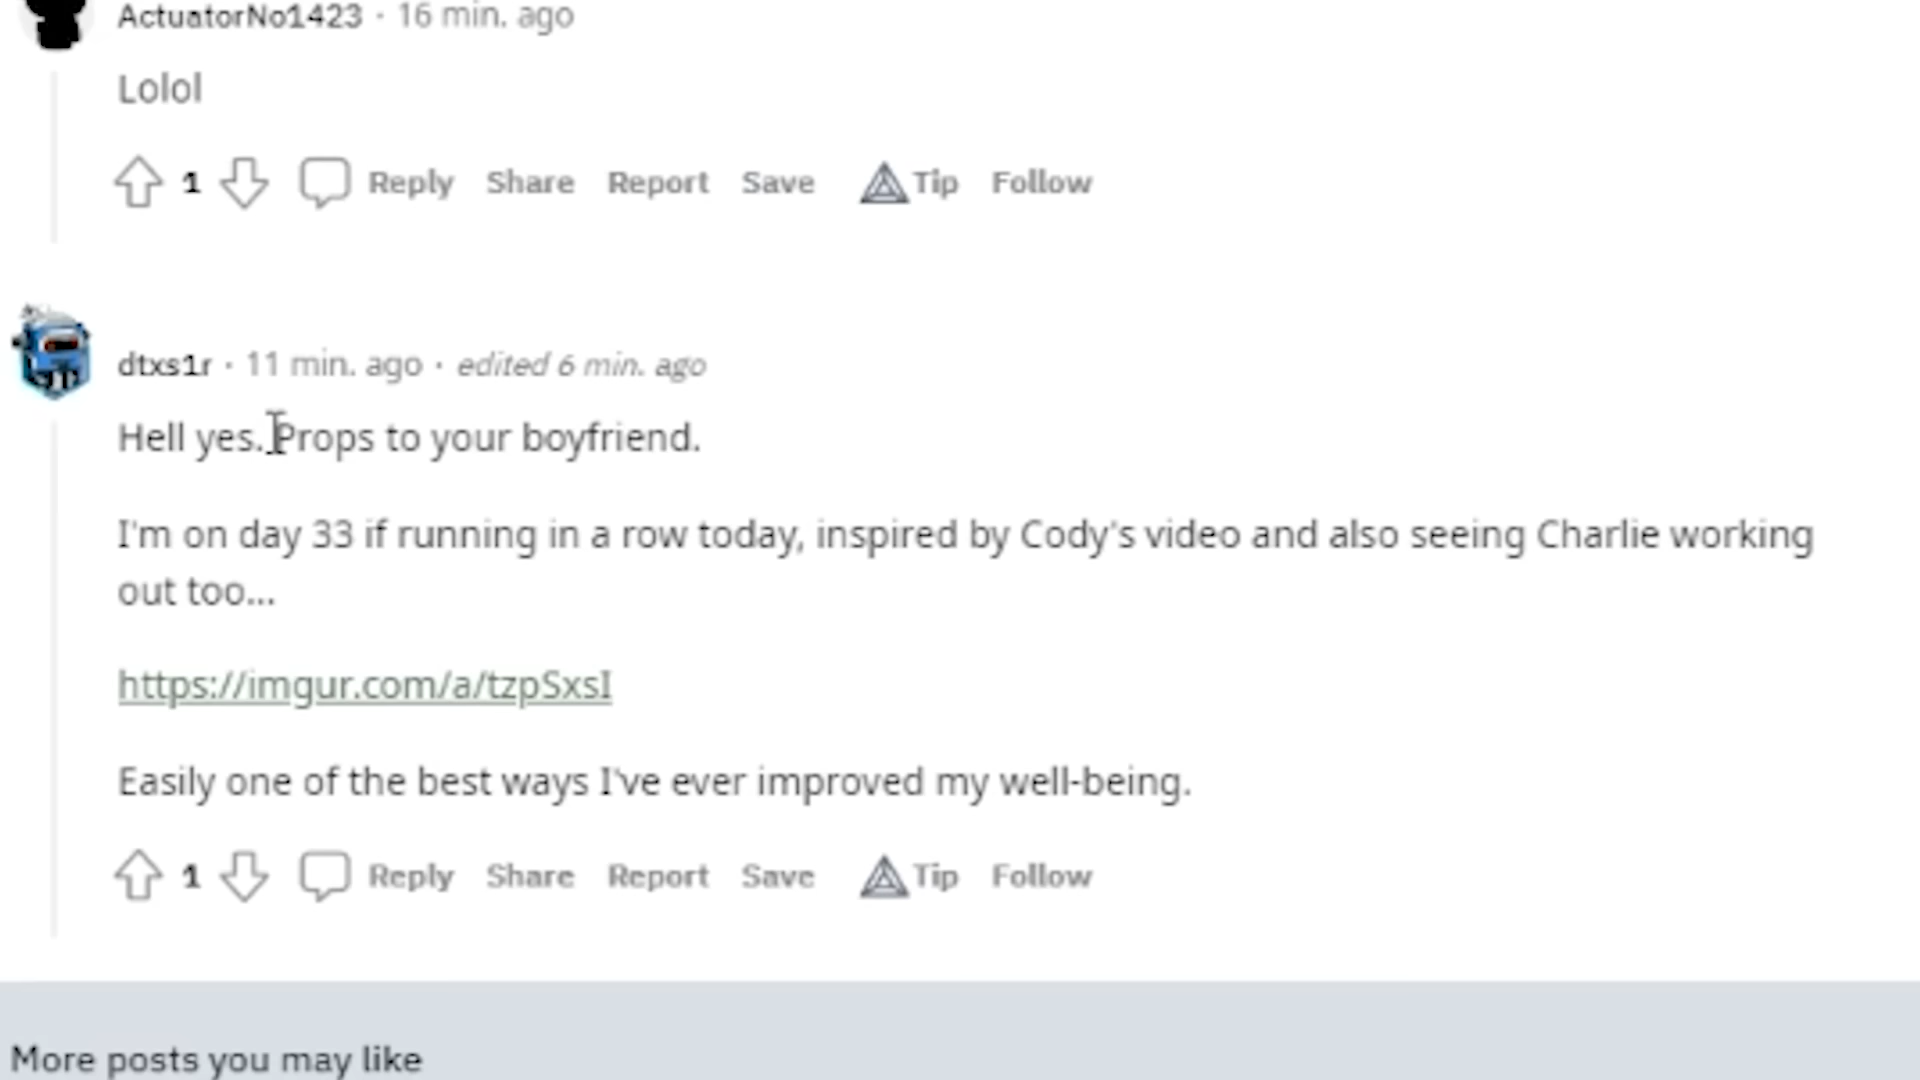 ActuatorNo1423 · 16 min. ago
Lolol
1 Reply Share Report Save Tip Follow
dtxs1r · 11 min. ago · edited 6 min. ago
Hell yes. Props to your boyfriend.
I'm on day 33 if running in a row today, inspired by Cody's video and also seeing Charlie working
out too...
https://imgur.com/a/tzpSxsI
Easily one of the best ways I've ever improved my well-being.
1 Reply Share Report Save Tip Follow
More posts you may like